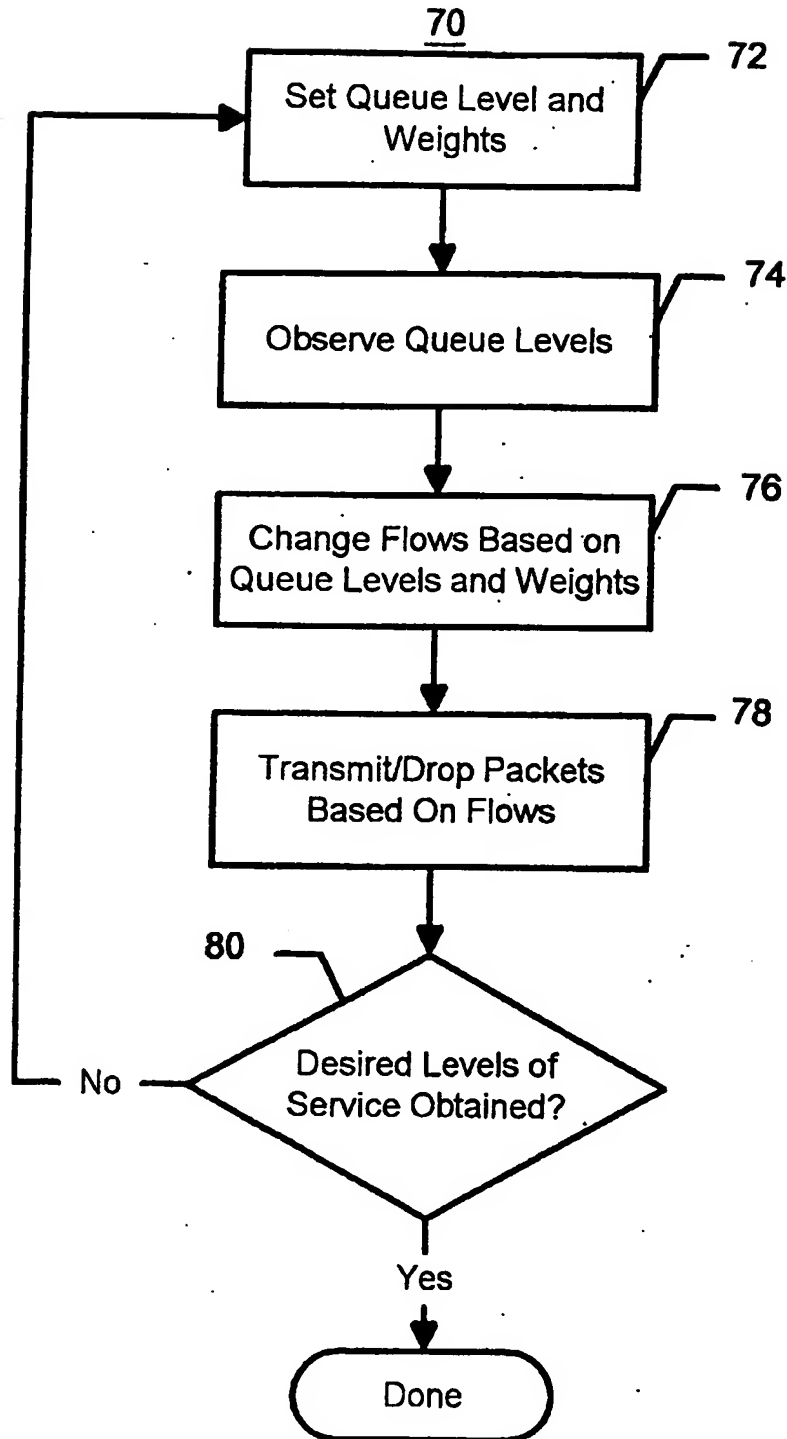 70
72
Set Queue Level and
Weights
74
Observe Queue Levels
76
Change Flows Based on
Queue Levels and Weights
78
Transmit/Drop Packets
Based On Flows
80
Desired Levels of
Service Obtained?
No
Yes
Done